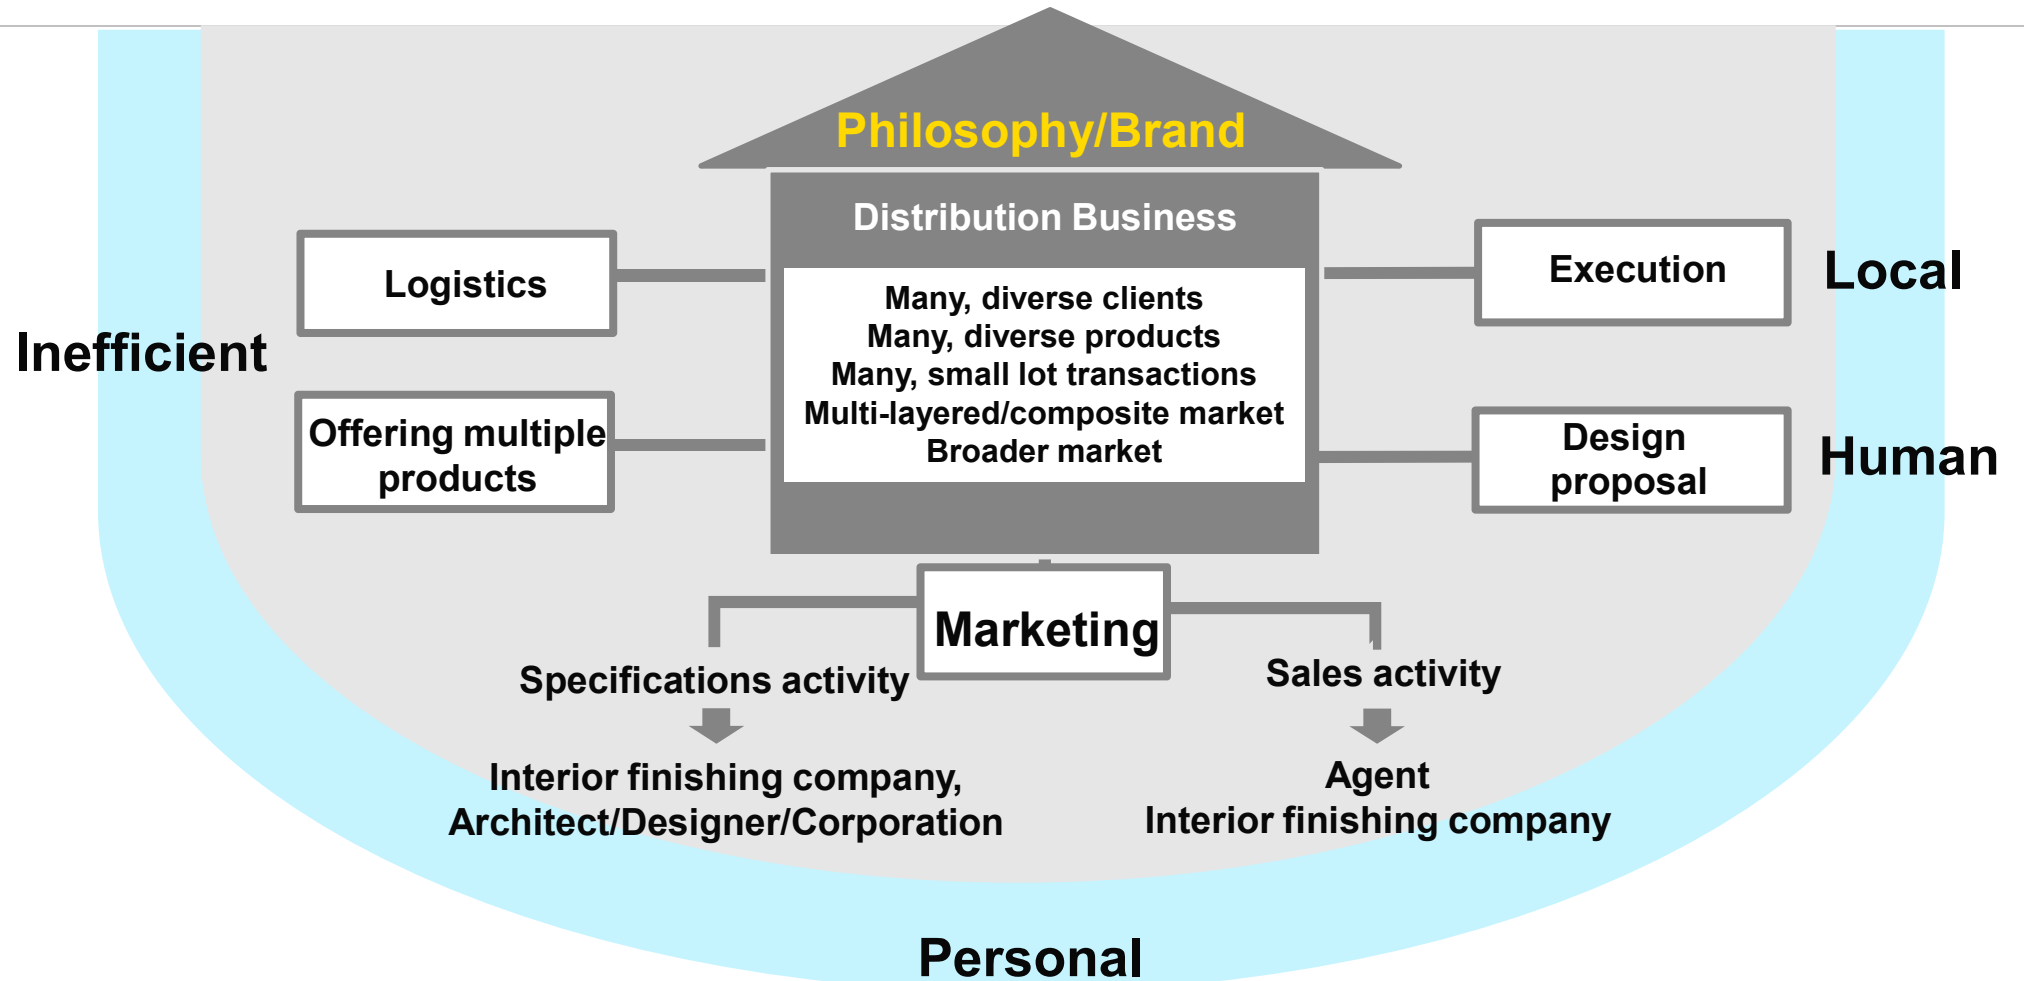 Philosophy/Brand
Distribution Business
Many, diverse clients
Many, diverse products
Many, small lot transactions
Multi-layered/composite market
Broader market
Logistics
Offering multiple
products
Inefficient
Execution
Design
proposal
Local
Human
Marketing
Specifications activity
Interior finishing company,
Architect/Designer/Corporation
Sales activity
Agent
Interior finishing company
Personal